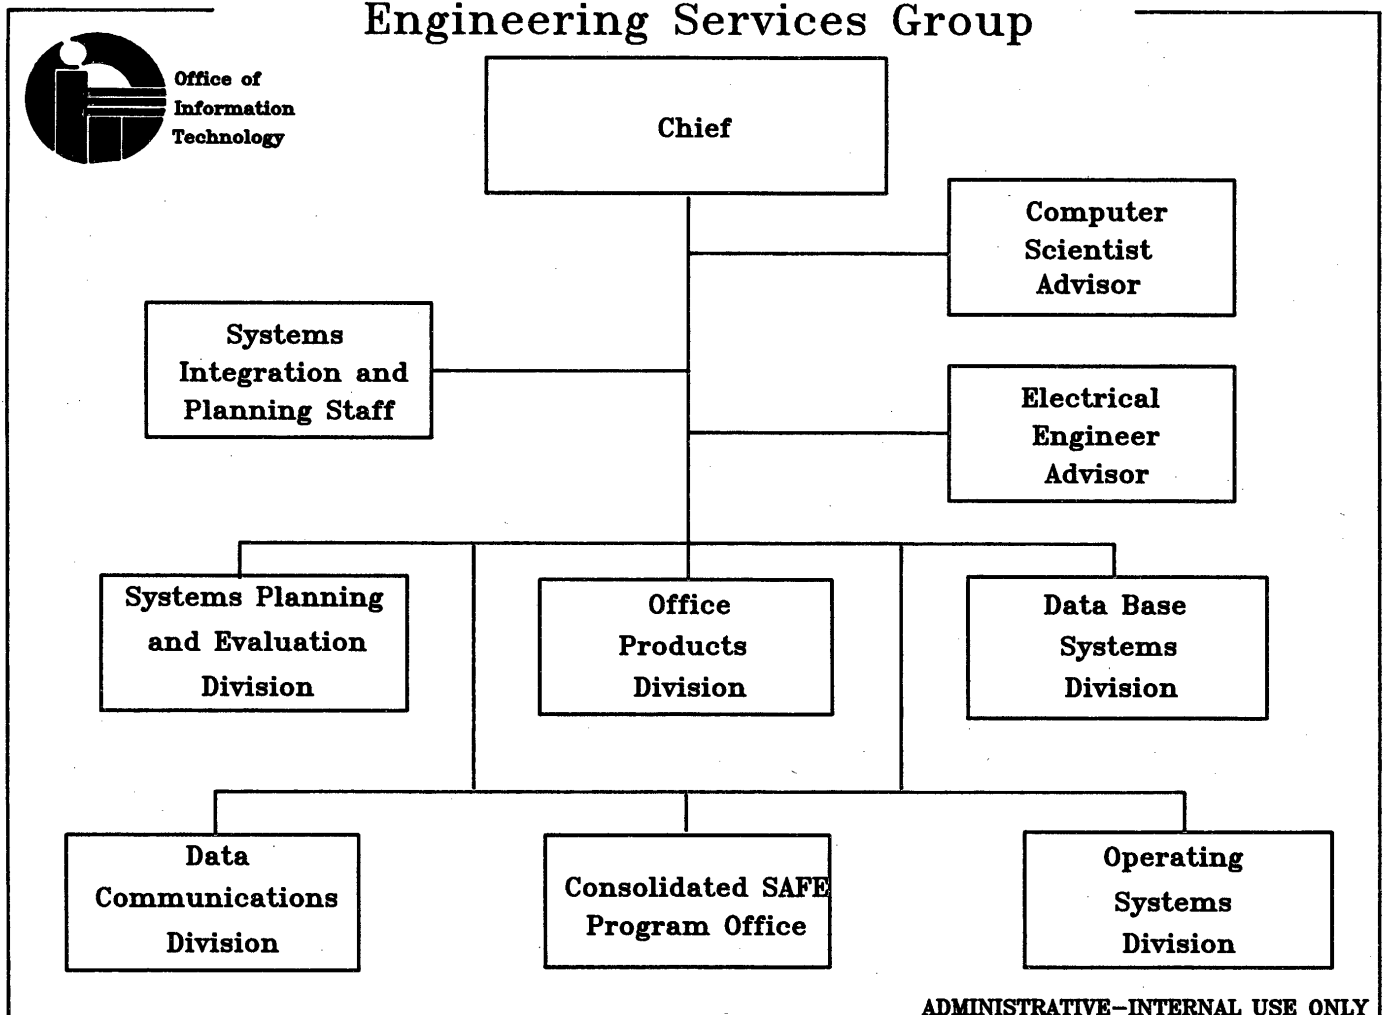 Engineering Services Group
Office of
Information
Technology
Chief
Computer
Scientist
Advisor
Systems
Integration and
Planning Staff
Electrical
Engineer
Advisor
Systems Planning
and Evaluation
Division
Office
Products
Division
Data Base
Systems
Division
Data
Communications
Division
Consolidated SAFE
Program Office
Operating
Systems
Division
ADMINISTRATIVE-INTERNAL USE ONLY